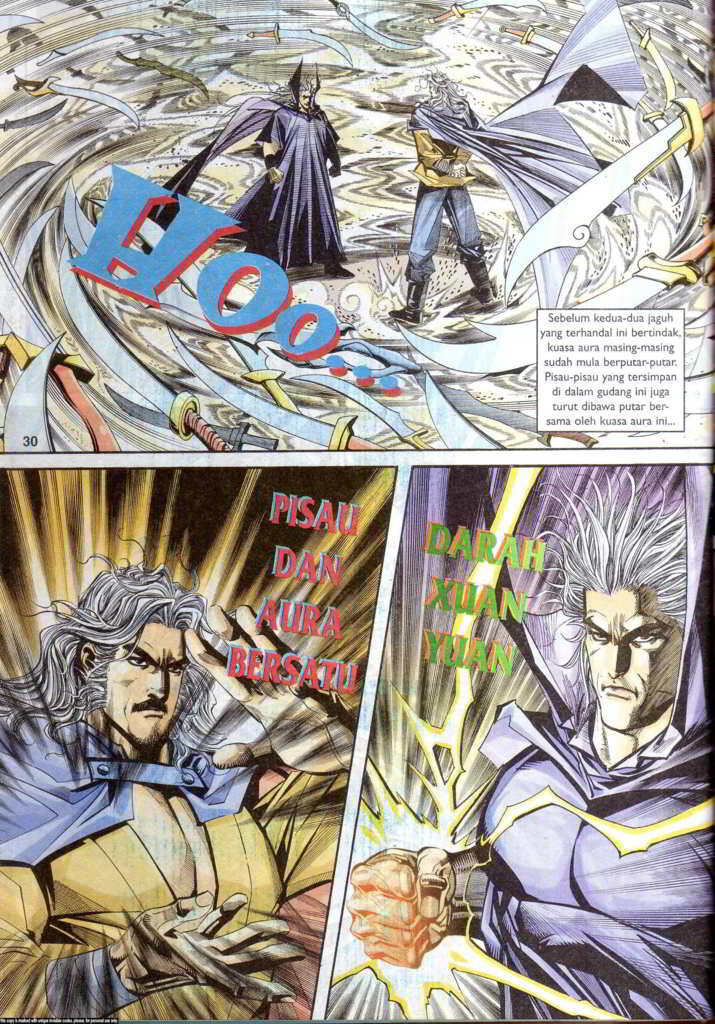 HOO...
Sebelum kedua-dua jaguh
yang terhandal ini bertindak,
kuasa aura masing-masing
sudah mula berputar-putar.
Pisau-pisau yang tersimpan
di dalam gudang ini juga
turut dibawa putar ber-
sama oleh kuasa aura ini...
30
PISAU
DAN
AURA
BERSATU
DARAH
XUAN
YUAN